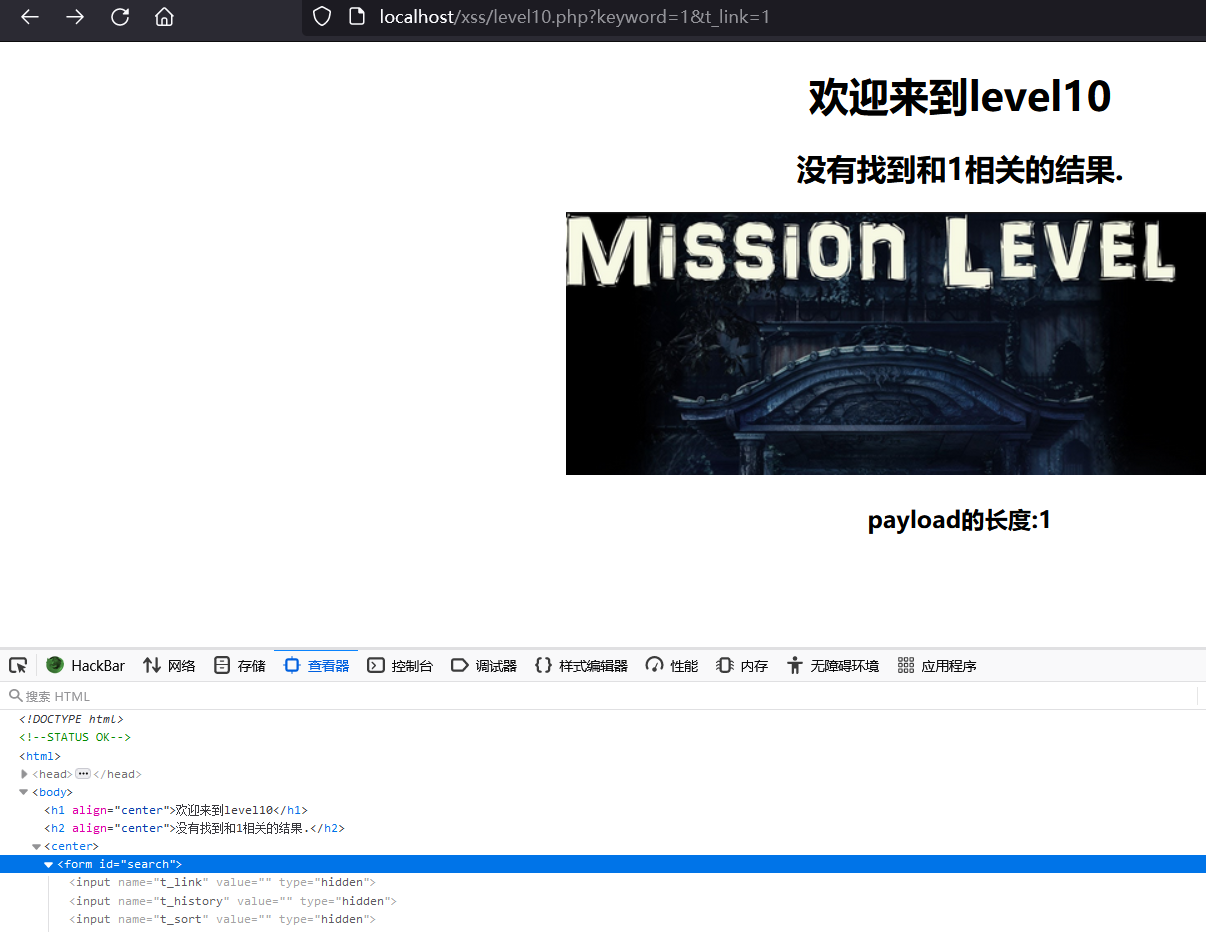 localhost/xss/level10.php?keyword=1&t_link=1
欢迎来到level10
没有找到和1相关的结果.
MISSION LEVEL
payload的长度:1
HackBar 网络 存储 查看器 控制台 调试器 {} 样式编辑器 性能 内存 无障碍环境 应用程序
搜索 HTML
<!DOCTYPE html>
<!--STATUS OK-->
<html>
<head> ••• </head>
<body>
<h1 align="center">欢迎来到level10</h1>
<h2 align="center">没有找到和1相关的结果.</h2>
<center>
<form id="search">
<input name="t_link" value="" type="hidden">
<input name="t_history" value="" type="hidden">
<input name="t_sort" value="" type="hidden">